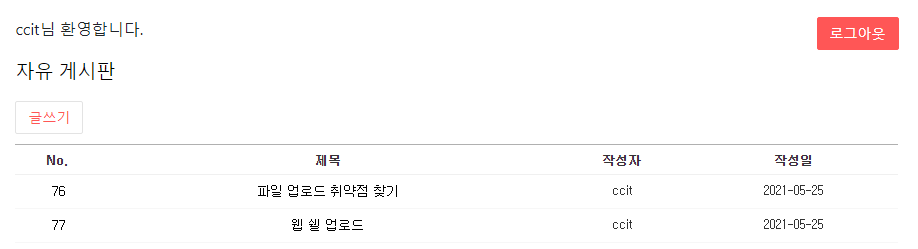 ccit님 환영합니다.
로그아웃
자유 게시판
글쓰기
No. 제목 작성자 작성일
76 파일 업로드 취약점 찾기 ccit 2021-05-25
77 웹 쉘 업로드 ccit 2021-05-25